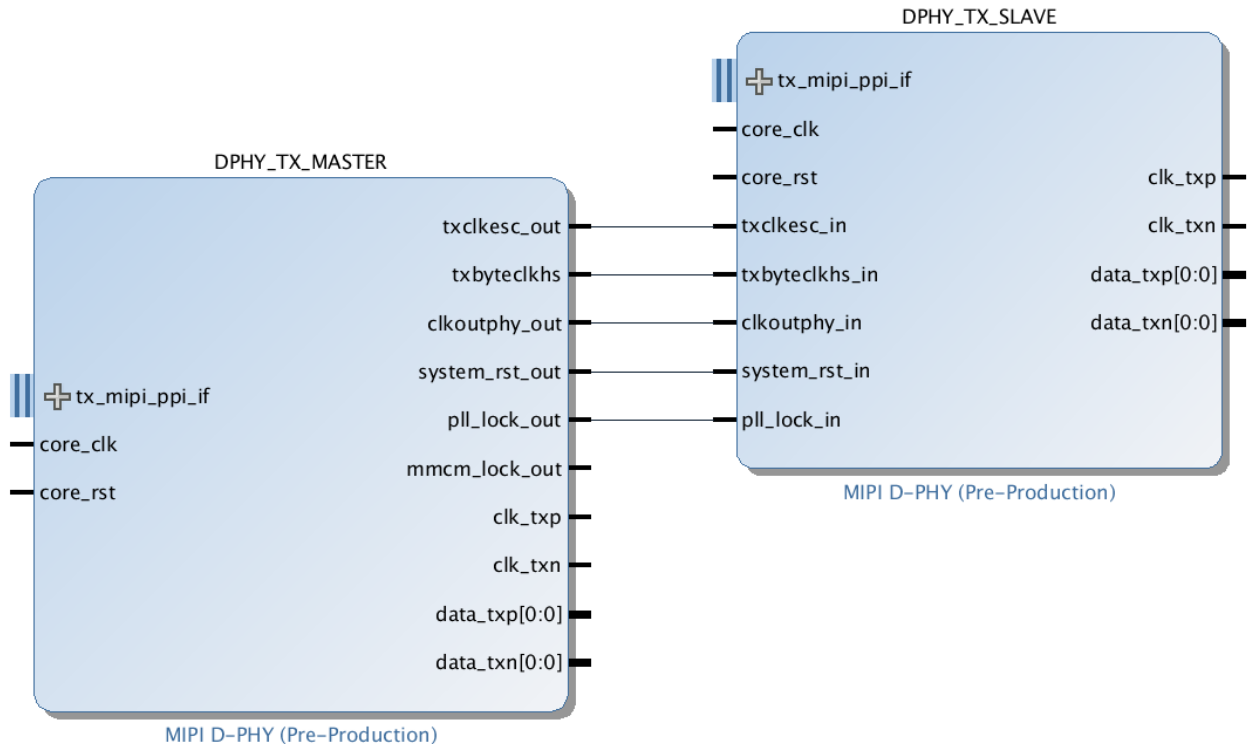 DPHY_TX_SLAVE
tx_mipi_ppi_if
core_clk
core_rst
txclkesc_in
txbyteclkhs_in
clkoutphy_in
system_rst_in
pll_lock_in
clk_txp
clk_txn
data_txp[0:0]
data_txn[0:0]
MIPI D-PHY (Pre-Production)
DPHY_TX_MASTER
tx_mipi_ppi_if
core_clk
core_rst
txclkesc_out
txbyteclkhs
clkoutphy_out
system_rst_out
pll_lock_out
mmcm_lock_out
clk_txp
clk_txn
data_txp[0:0]
data_txn[0:0]
MIPI D-PHY (Pre-Production)